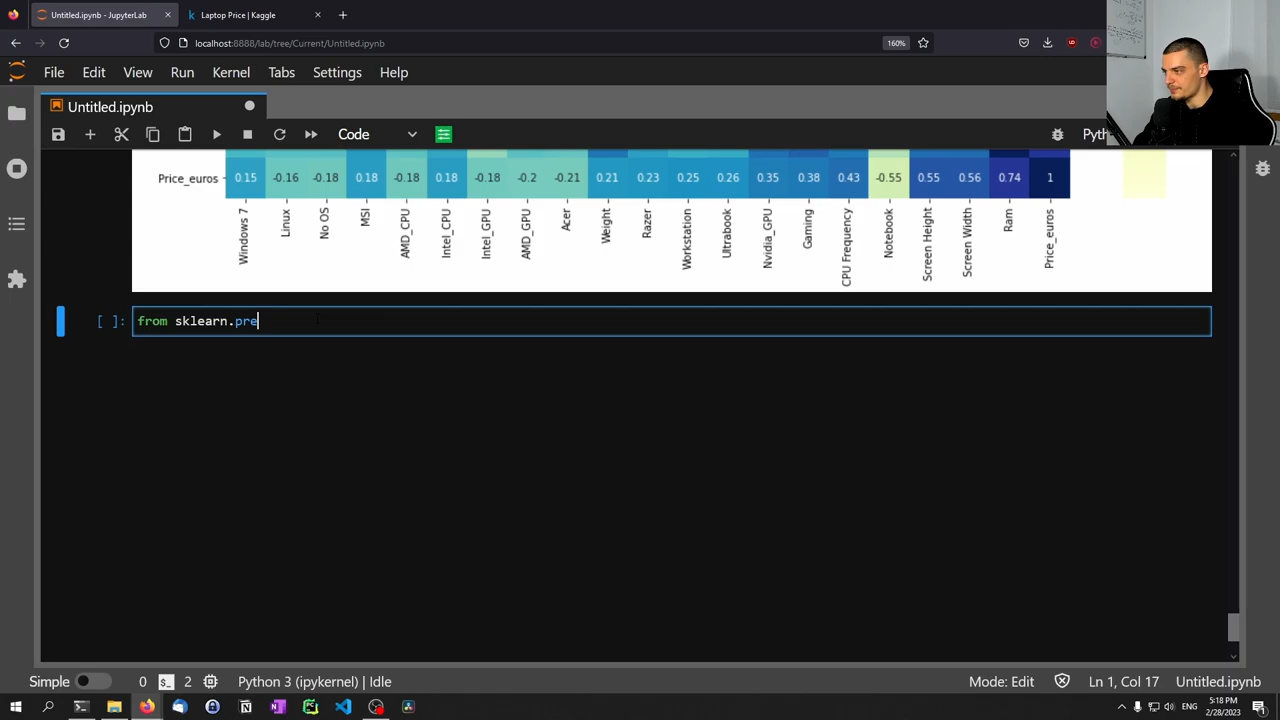 Untitled.ipynb - JupyterLab
Laptop Price | Kaggle
localhost:8888/lab/tree/Current/Untitled.ipynb
160%
File Edit View Run Kernel Tabs Settings Help
Untitled.ipynb
Code
Pyth
Price_euros 0.15 -0.16 -0.18 0.18 -0.18 0.18 -0.18 -0.2 -0.21 0.21 0.23 0.25 0.26 0.35 0.38 0.43 -0.55 0.55 0.56 0.74 1
Windows 7
Linux
No OS
MSI
AMD_CPU
Intel_CPU
Intel_GPU
AMD_GPU
Acer
Weight
Razer
Workstation
Ultrabook
Nvidia_GPU
Gaming
CPU Frequency
Notebook
Screen Height
Screen Width
Ram
Price_euros
[ ]: from sklearn.pre
Simple 0 2 Python 3 (ipykernel) | Idle Mode: Edit Ln 1, Col 17 Untitled.ipynb
ENG
5:18 PM
2/28/2023